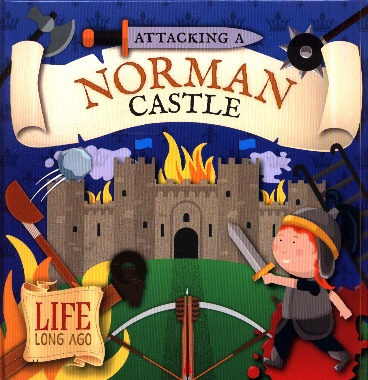 ATTACKING A
NORMAN
CASTLE
LIFE
LONG AGO